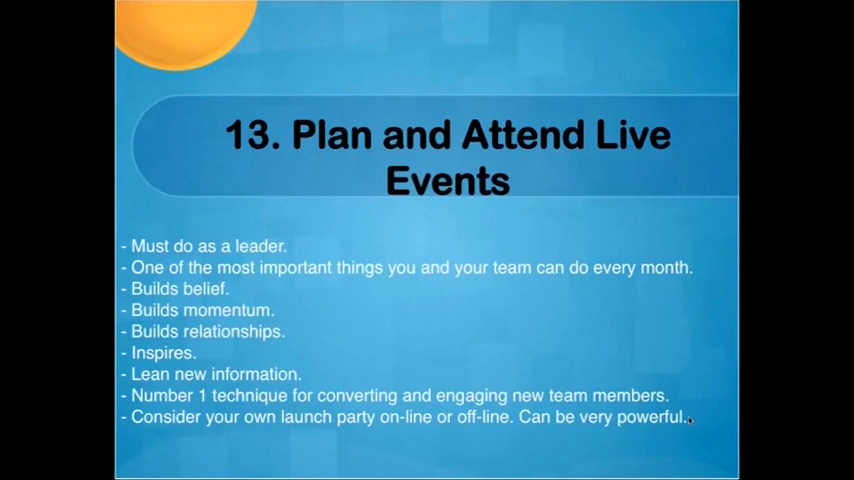 13. Plan and Attend Live
Events
- Must do as a leader.
- One of the most important things you and your team can do every month.
- Builds belief.
- Builds momentum.
- Builds relationships.
- Inspires.
- Lean new information.
- Number 1 technique for converting and engaging new team members.
- Consider your own launch party on-line or off-line. Can be very powerful.